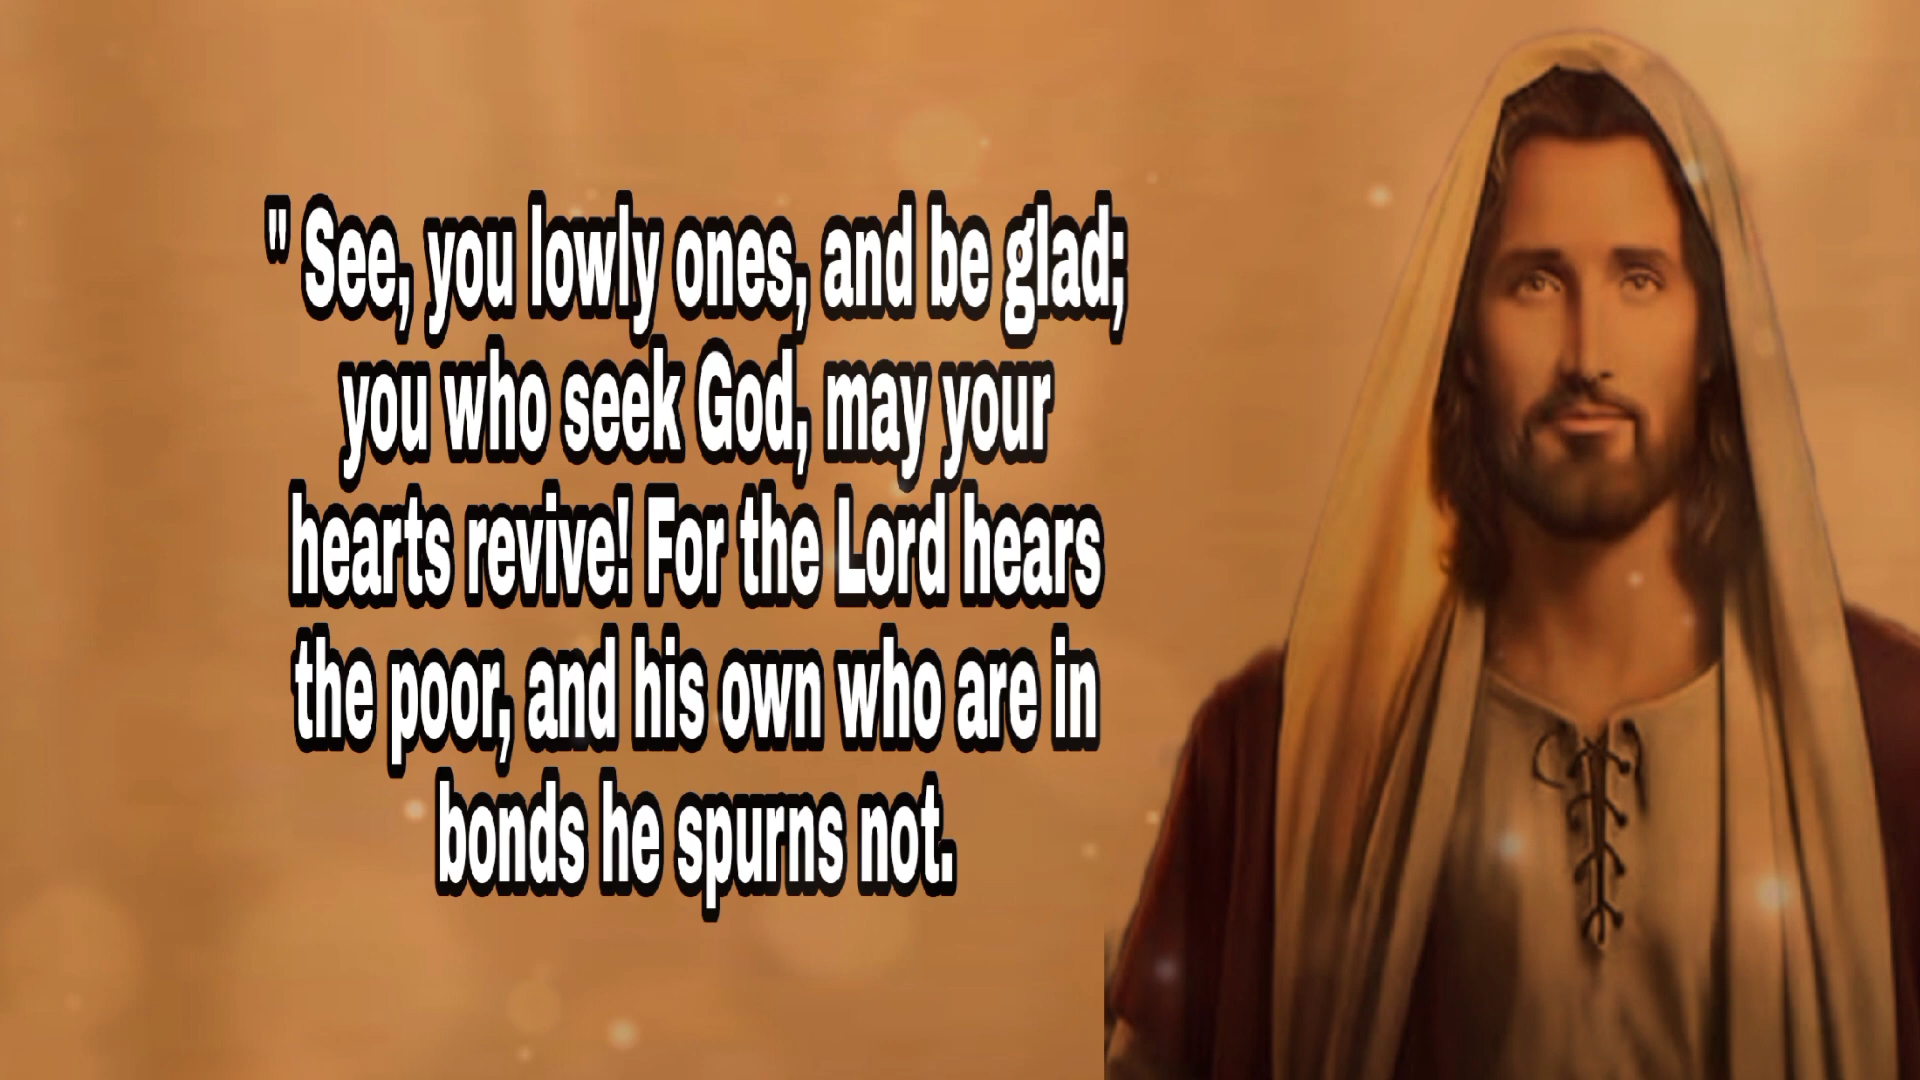 " See, you lowly ones, and be glad;
you who seek God, may your
hearts revive! For the Lord hears
the poor, and his own who are in
bonds he spurns not.